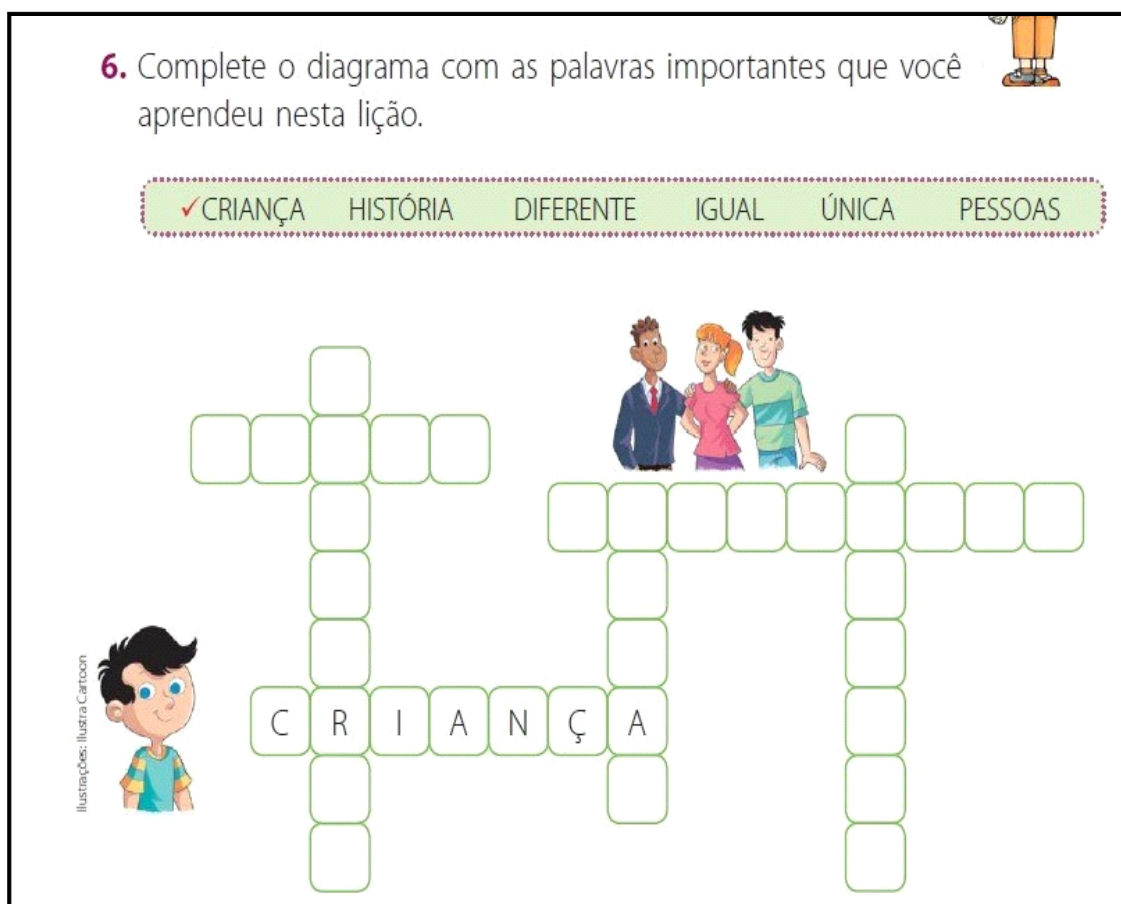 6. Complete o diagrama com as palavras importantes que você
aprendeu nesta lição.
✓CRIANÇA HISTÓRIA DIFERENTE IGUAL ÚNICA PESSOAS
C R I A N Ç A
Ilustrações: Ilustra Cartoon